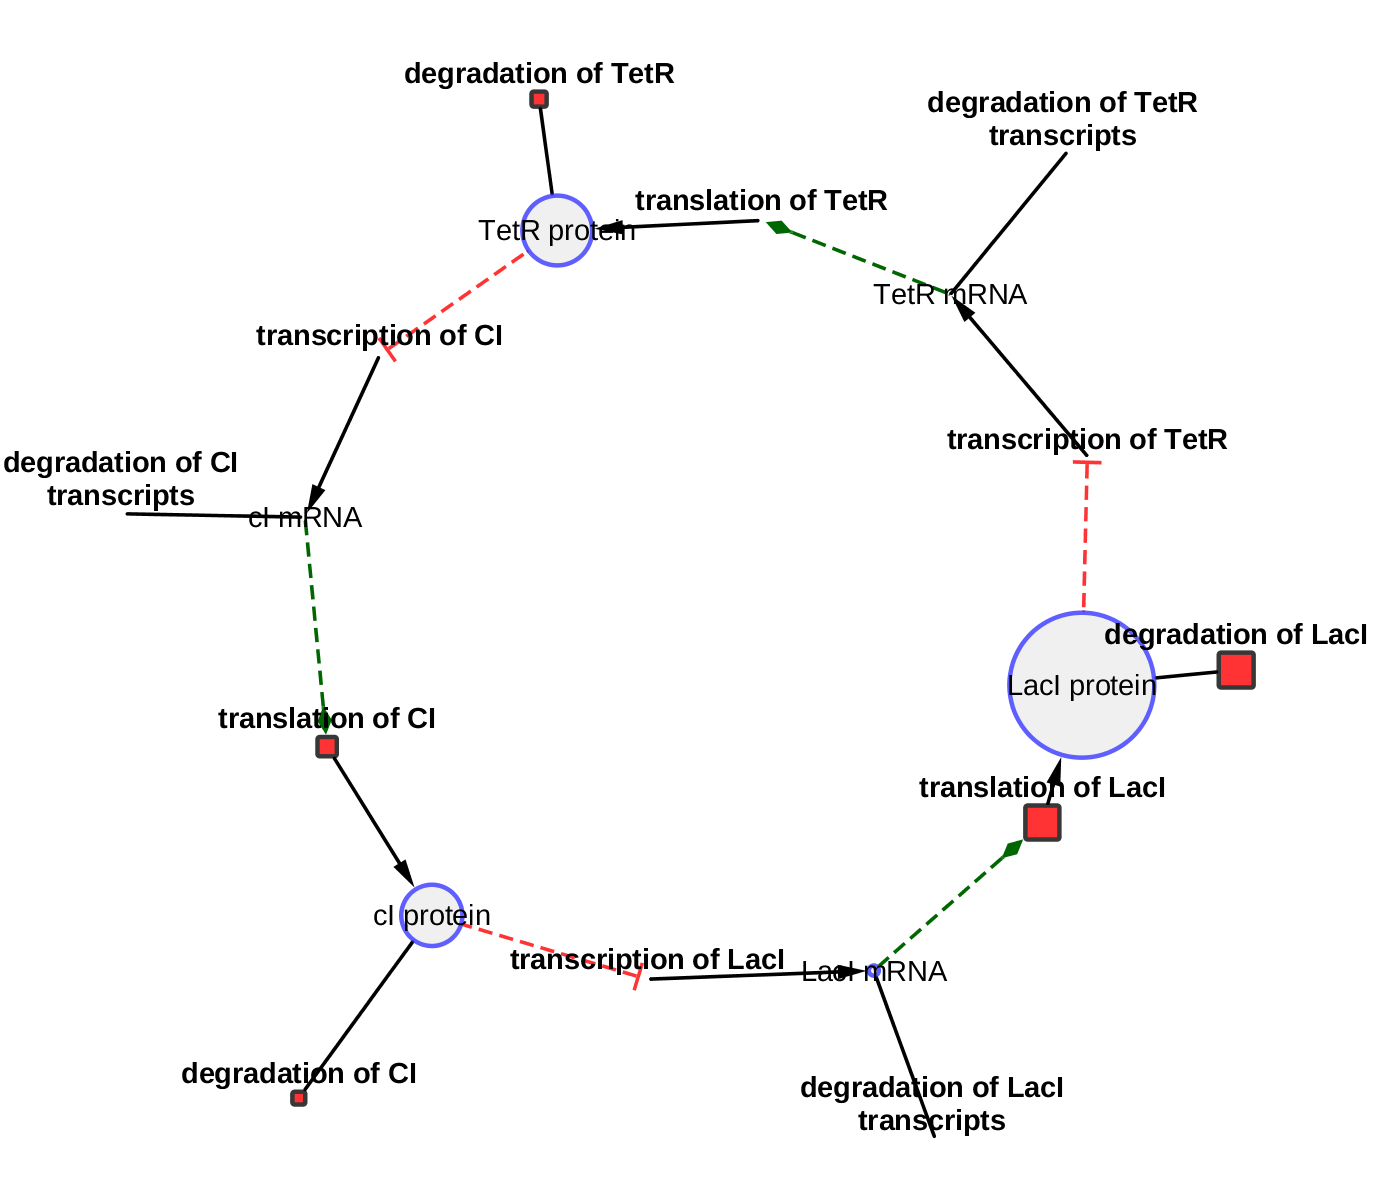 degradation of TetR
degradation of TetR
transcripts
translation of TetR
TetR protein
TetR mRNA
transcription of CI
transcription of TetR
degradation of CI
transcripts
cI mRNA
degradation of LacI
LacI protein
translation of CI
translation of LacI
cI protein
transcription of LacI
LacI mRNA
degradation of CI
degradation of LacI
transcripts